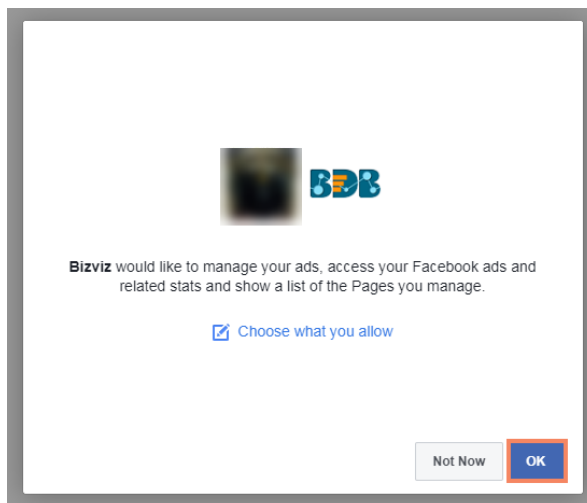 BDB
Bizviz would like to manage your ads, access your Facebook ads and
related stats and show a list of the Pages you manage.
Choose what you allow
Not Now OK